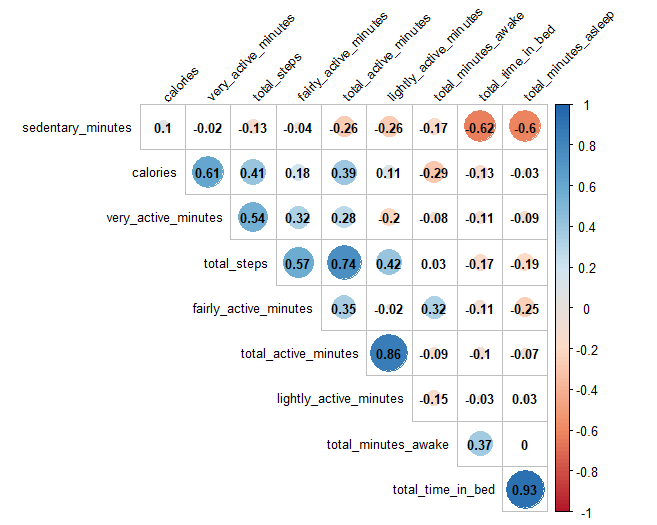 calories
very_active_minutes
total_steps
fairly_active_minutes
total_active_minutes
lightly_active_minutes
total_minutes_awake
total_time_in_bed
total_minutes_asleep
sedentary_minutes 0.1 -0.02 -0.13 -0.04 -0.26 -0.26 -0.17 -0.62 -0.6
calories 0.61 0.41 0.18 0.39 0.11 -0.29 -0.13 -0.03
very_active_minutes 0.54 0.32 0.28 -0.2 -0.08 -0.11 -0.09
total_steps 0.57 0.74 0.42 0.03 -0.17 -0.19
fairly_active_minutes 0.35 -0.02 0.32 -0.11 -0.25
total_active_minutes 0.86 -0.09 -0.1 -0.07
lightly_active_minutes -0.15 -0.03 0.03
total_minutes_awake 0.37 0
total_time_in_bed 0.93
1
0.8
0.6
0.4
0.2
0
-0.2
-0.4
-0.6
-0.8
-1